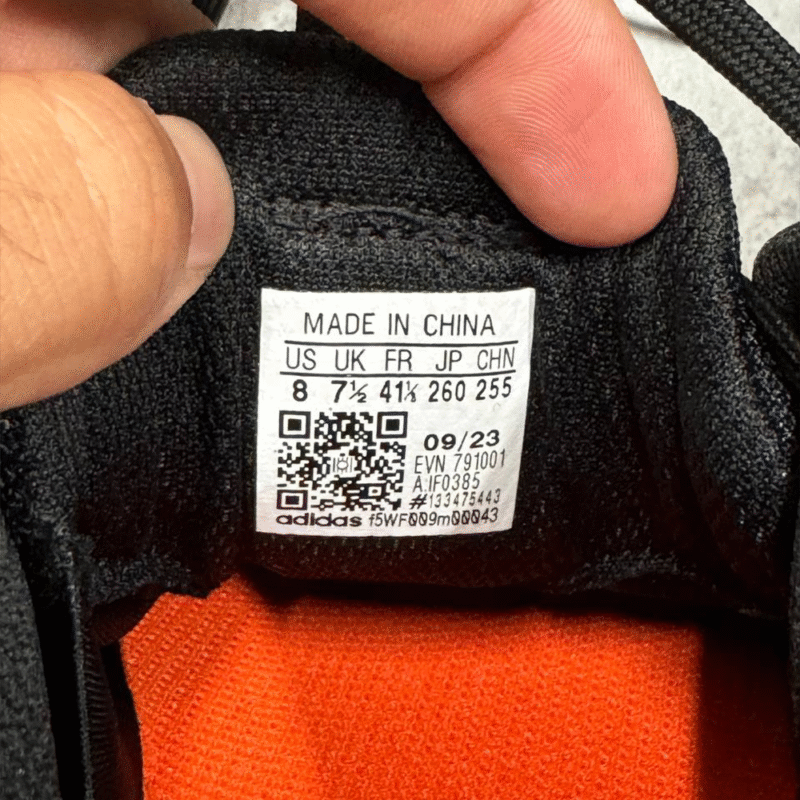 MADE IN CHINA
US UK FR JP CHN
8 7½ 41⅓ 260 255
09/23
EVN 791001
A:IF0385
#133475443
adidas f5WF009m00043